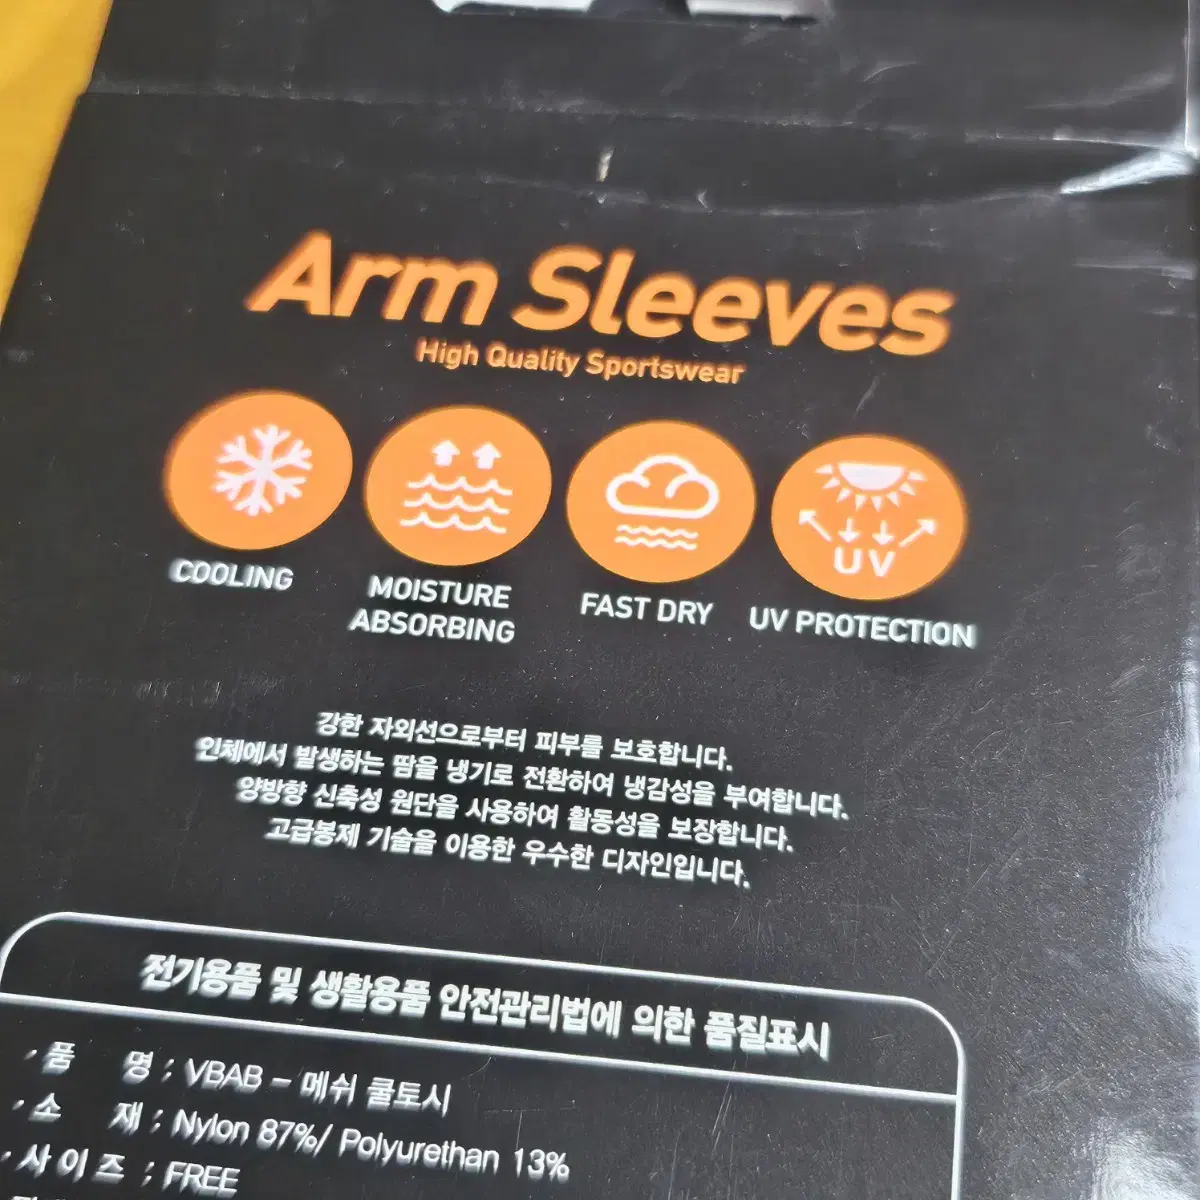 Arm Sleeves
High Quality Sportswear
UV
COOLING
MOISTURE
ABSORBING
FAST DRY
UV PROTECTION
강한 자외선으로부터 피부를 보호합니다.
인체에서 발생하는 땀을 냉기로 전환하여 냉감성을 부여합니다.
양방향 신축성 원단을 사용하여 활동성을 보장합니다.
고급봉제 기술을 이용한 우수한 디자인입니다.
전기용품 및 생활용품 안전관리법에 의한 품질표시
· 품 명 ; VBAB - 메쉬 쿨토시
· 소 재 ; Nylon 87%/ Polyurethan 13%
· 사 이 즈 ; FREE